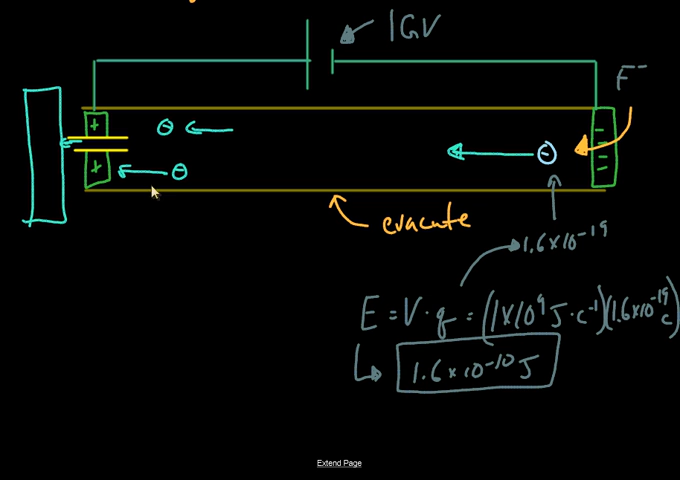 1GV
F⁻
+
+
evacute
1.6×10⁻¹⁹
E = V·q = (1×10⁹ J·c⁻¹)(1.6×10⁻¹⁹ c)
1.6×10⁻¹⁰ J
Extend Page